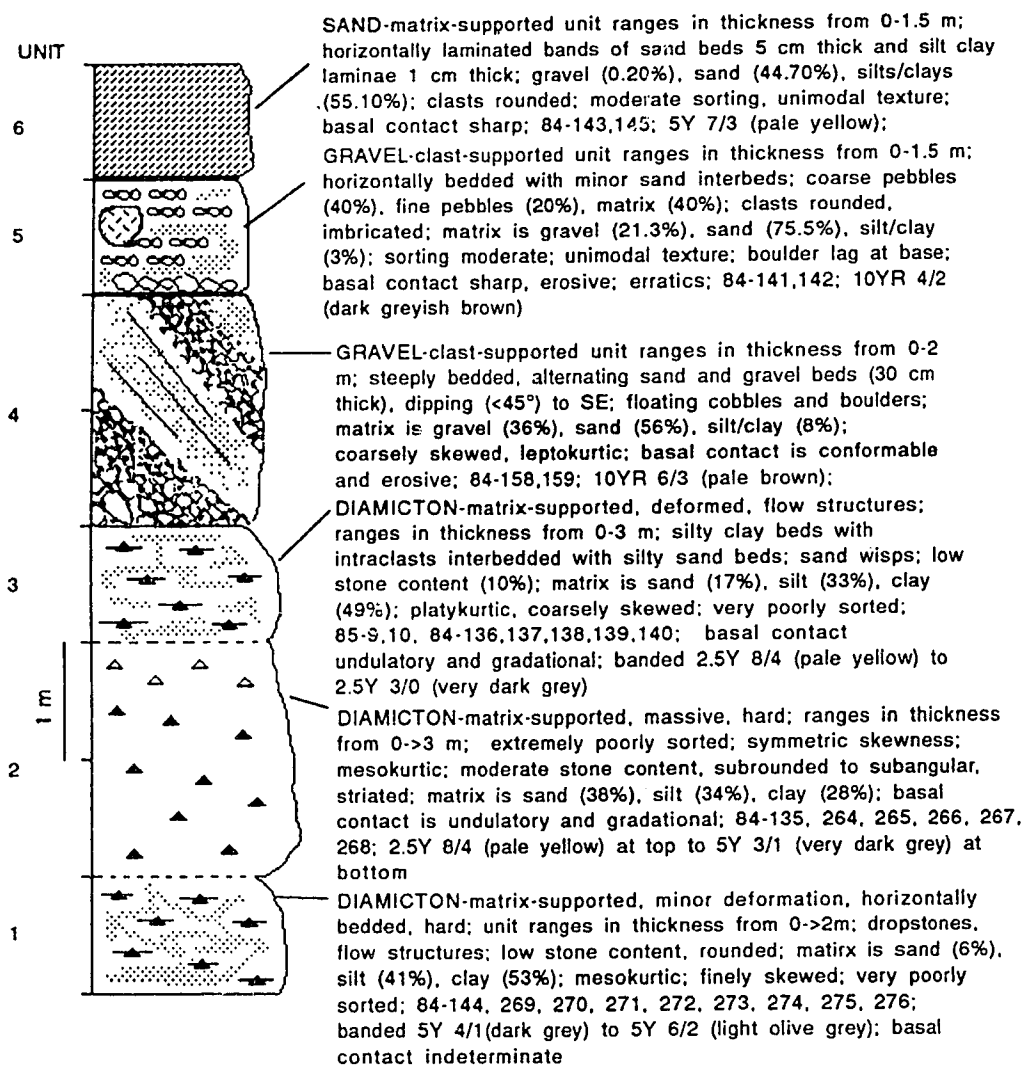 UNIT
SAND-matrix-supported unit ranges in thickness from 0-1.5 m;
horizontally laminated bands of sand beds 5 cm thick and silt clay
laminae 1 cm thick; gravel (0.20%), sand (44.70%), silts/clays
(55.10%); clasts rounded; moderate sorting, unimodal texture;
basal contact sharp; 84-143,145; 5Y 7/3 (pale yellow);
6
GRAVEL-clast-supported unit ranges in thickness from 0-1.5 m;
horizontally bedded with minor sand interbeds; coarse pebbles
(40%), fine pebbles (20%), matrix (40%); clasts rounded,
imbricated; matrix is gravel (21.3%), sand (75.5%), silt/clay
(3%); sorting moderate; unimodal texture; boulder lag at base;
basal contact sharp, erosive; erratics; 84-141,142; 10YR 4/2
(dark greyish brown)
5
GRAVEL-clast-supported unit ranges in thickness from 0-2
m; steeply bedded, alternating sand and gravel beds (30 cm
thick), dipping (<45°) to SE; floating cobbles and boulders;
matrix is gravel (36%), sand (56%), silt/clay (8%);
coarsely skewed, leptokurtic; basal contact is conformable
and erosive; 84-158,159; 10YR 6/3 (pale brown);
4
DIAMICTON-matrix-supported, deformed, flow structures;
ranges in thickness from 0-3 m; silty clay beds with
intraclasts interbedded with silty sand beds; sand wisps; low
stone content (10%); matrix is sand (17%), silt (33%), clay
(49%); platykurtic, coarsely skewed; very poorly sorted;
85-9,10, 84-136,137,138,139,140; basal contact
undulatory and gradational; banded 2.5Y 8/4 (pale yellow) to
2.5Y 3/0 (very dark grey)
3
1 m
DIAMICTON-matrix-supported, massive, hard; ranges in thickness
from 0->3 m; extremely poorly sorted; symmetric skewness;
mesokurtic; moderate stone content, subrounded to subangular,
striated; matrix is sand (38%), silt (34%), clay (28%); basal
contact is undulatory and gradational; 84-135, 264, 265, 266, 267,
268; 2.5Y 8/4 (pale yellow) at top to 5Y 3/1 (very dark grey) at
bottom
2
DIAMICTON-matrix-supported, minor deformation, horizontally
bedded, hard; unit ranges in thickness from 0->2m; dropstones,
flow structures; low stone content, rounded; matirx is sand (6%),
silt (41%), clay (53%); mesokurtic; finely skewed; very poorly
sorted; 84-144, 269, 270, 271, 272, 273, 274, 275, 276;
banded 5Y 4/1(dark grey) to 5Y 6/2 (light olive grey); basal
contact indeterminate
1